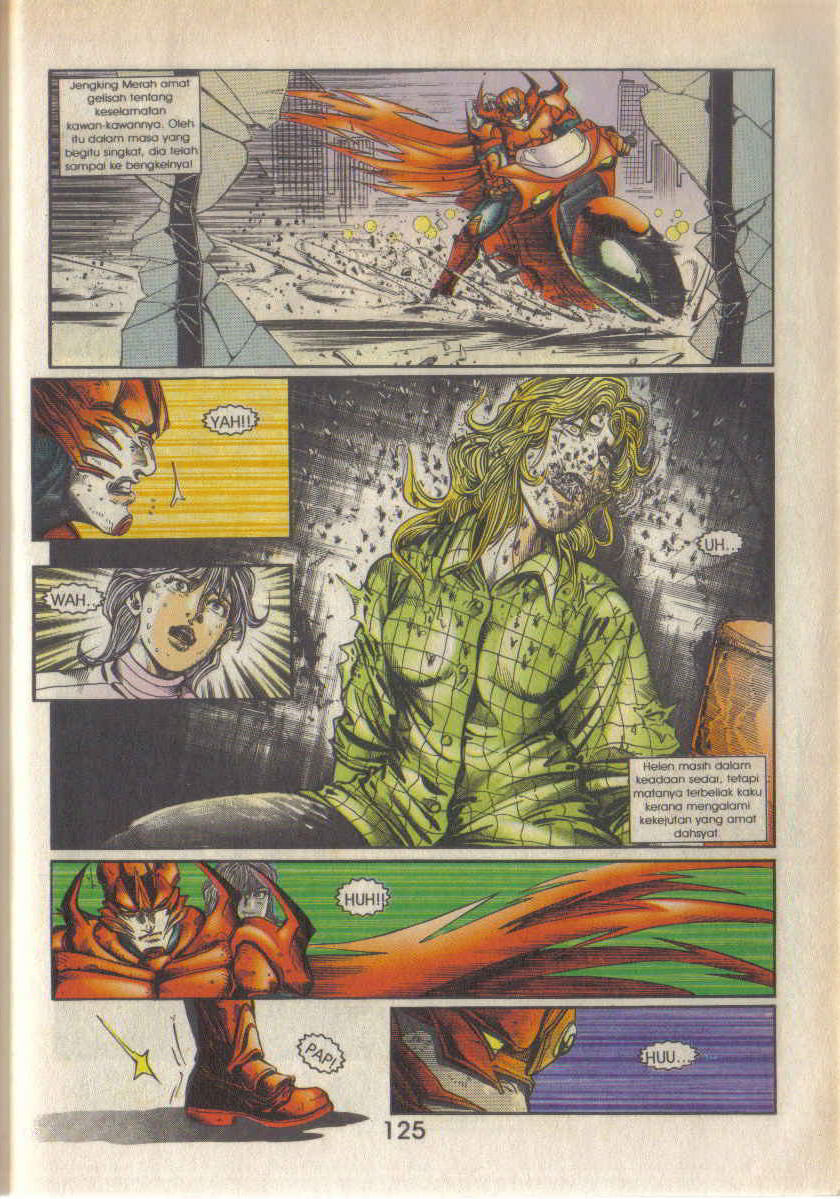 Jengking Merah amat
gelisah tentang
keselamatan
kawan-kawannya. Oleh
itu dalam masa yang
begitu singkat, dia telah
sampai ke bengkelnya!
YAH!!
UH...
WAH...
Helen masih dalam
keadaan sedar, tetapi
matanya terbeliak kaku
kerana mengalami
kekejutan yang amat
dahsyat.
HUH!!
PAP!
HUU...
125